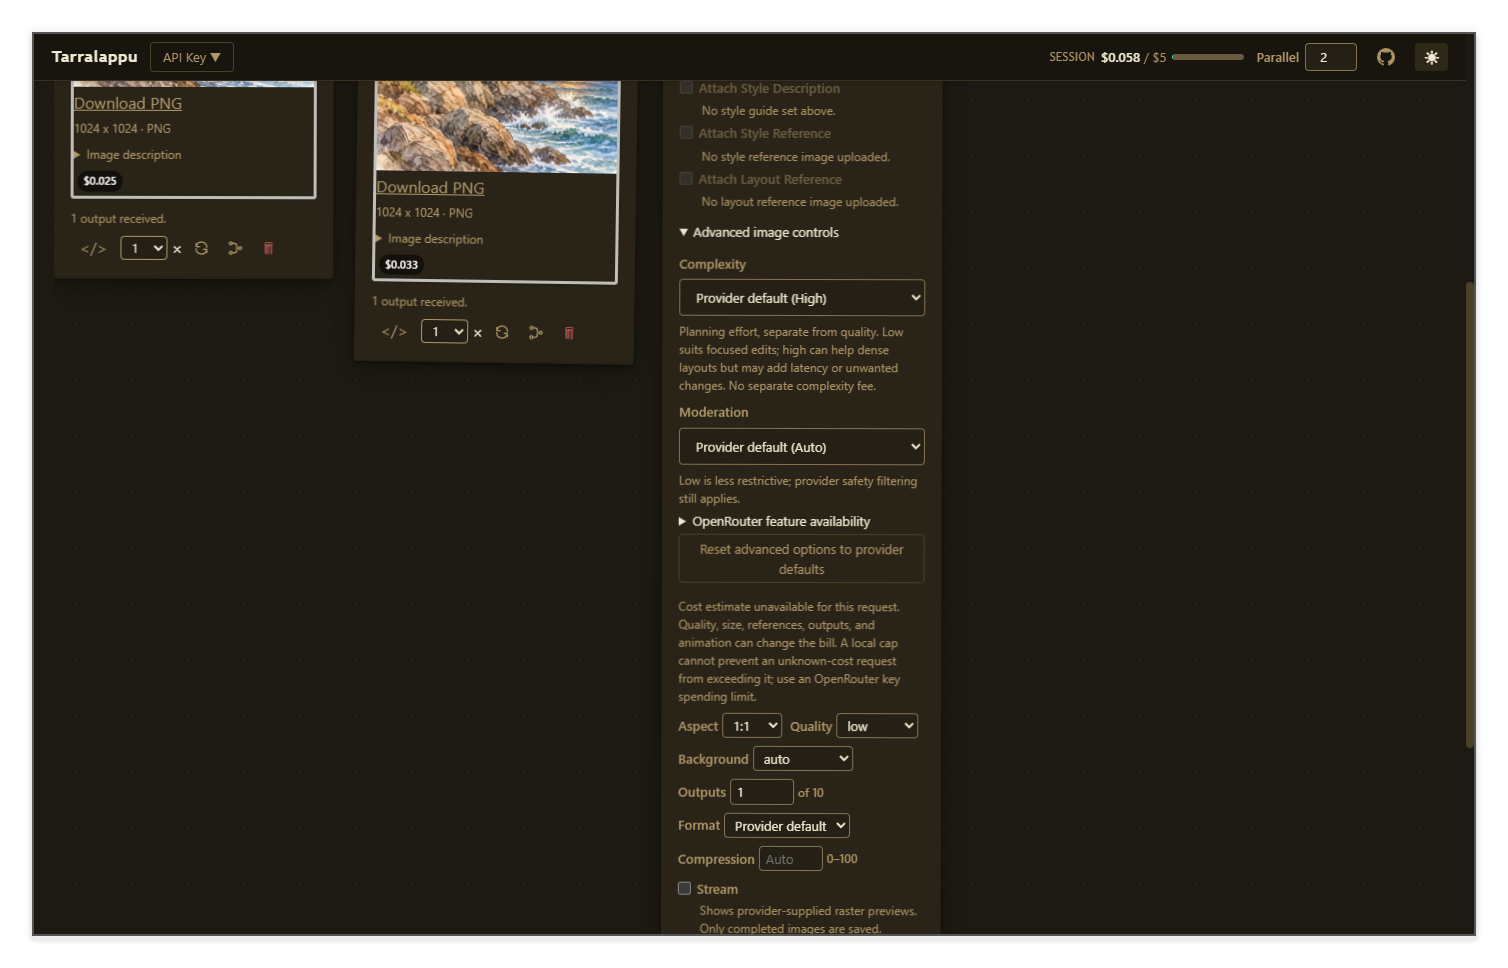 Tarralappu
API Key ▼
SESSION $0.058 / $5
Parallel 2
Download PNG
1024 x 1024 · PNG
▶ Image description
$0.025
1 output received.
</> 1 ×
Download PNG
1024 x 1024 · PNG
▶ Image description
$0.033
1 output received.
</> 1 ×
Attach Style Description
No style guide set above.
Attach Style Reference
No style reference image uploaded.
Attach Layout Reference
No layout reference image uploaded.
▼ Advanced image controls
Complexity
Provider default (High)
Planning effort, separate from quality. Low
suits focused edits; high can help dense
layouts but may add latency or unwanted
changes. No separate complexity fee.
Moderation
Provider default (Auto)
Low is less restrictive; provider safety filtering
still applies.
▶ OpenRouter feature availability
Reset advanced options to provider
defaults
Cost estimate unavailable for this request.
Quality, size, references, outputs, and
animation can change the bill. A local cap
cannot prevent an unknown-cost request
from exceeding it; use an OpenRouter key
spending limit.
Aspect 1:1 Quality low
Background auto
Outputs 1 of 10
Format Provider default
Compression Auto 0–100
Stream
Shows provider-supplied raster previews.
Only completed images are saved.